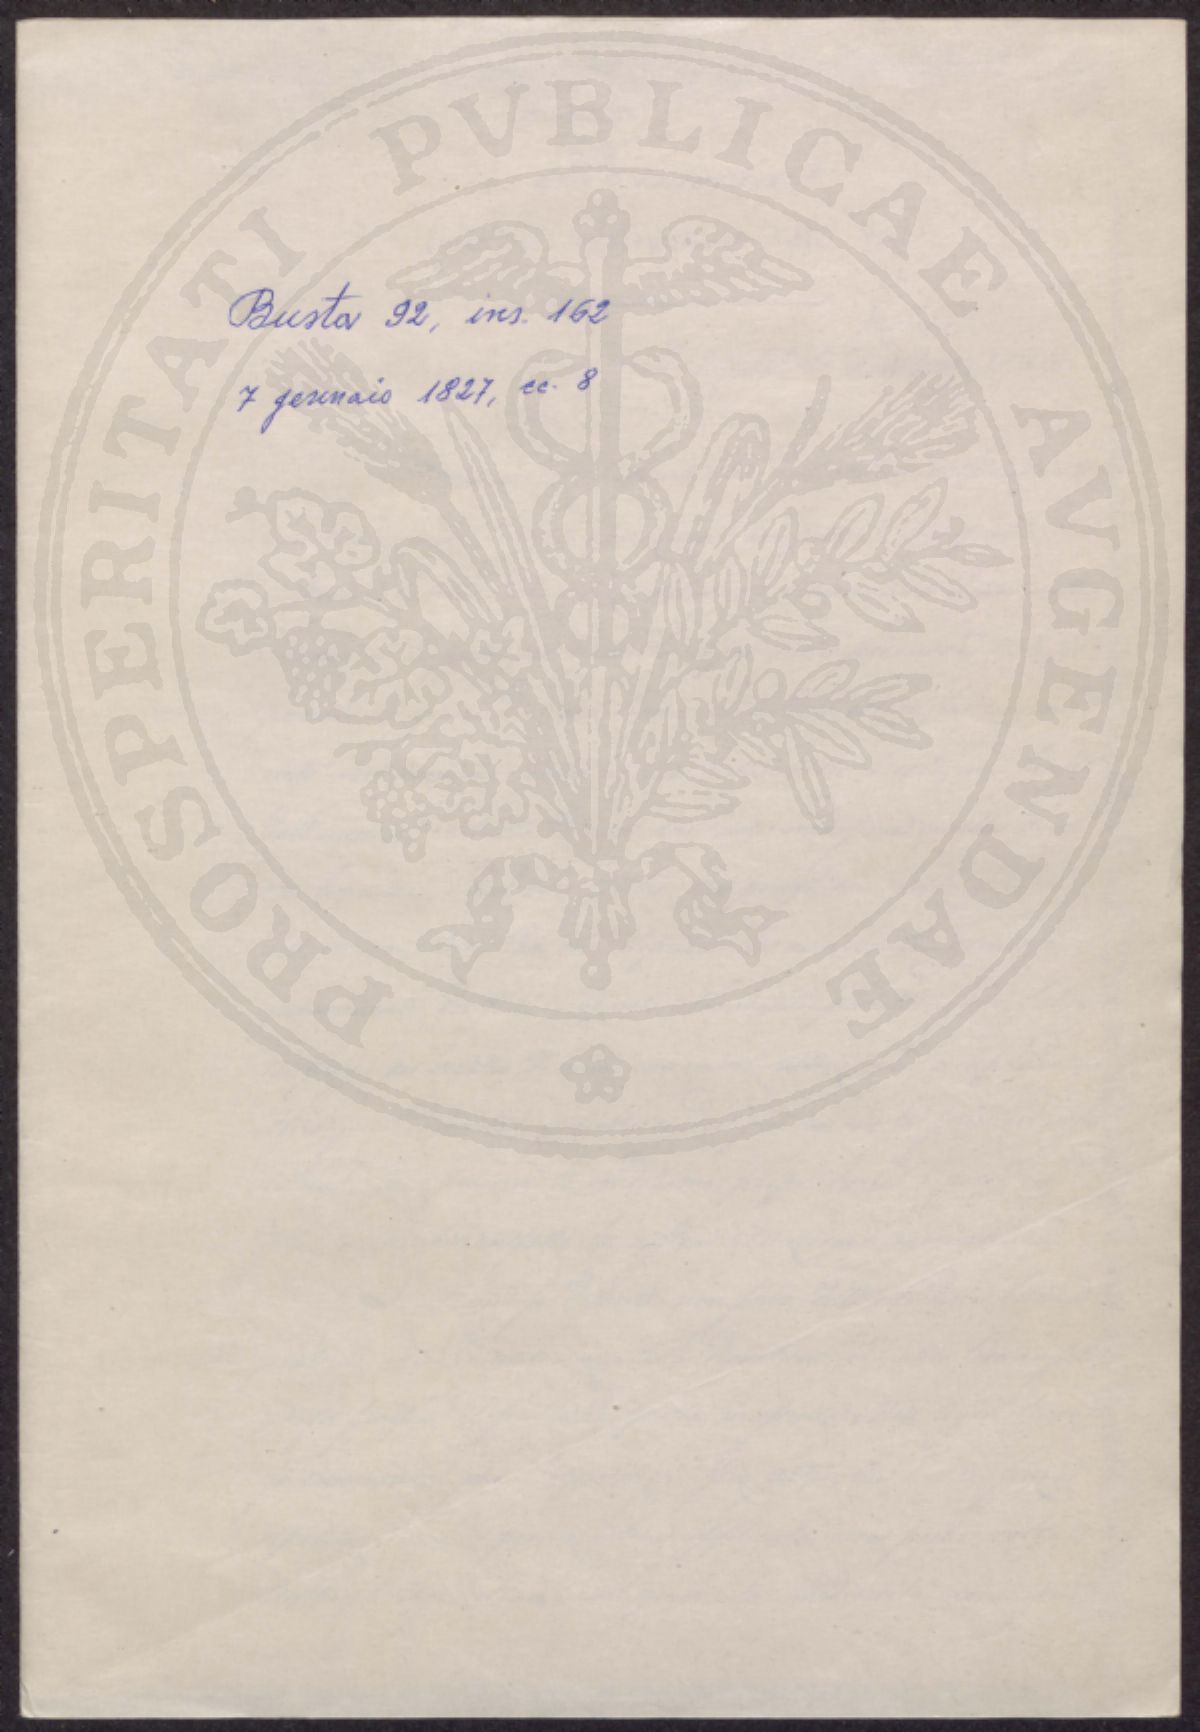 PROSPERITATI PVBLICAE AVGENDAE
Busta 92, ins. 162
7 gennaio 1827, cc. 8